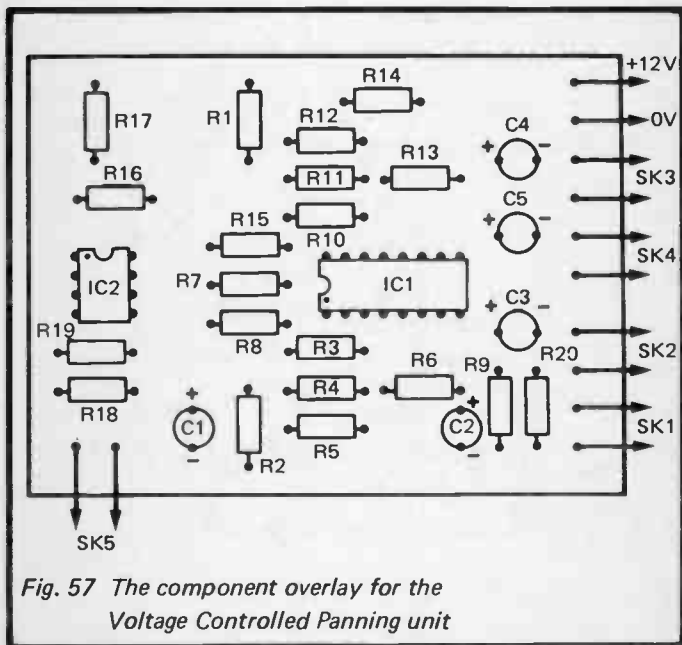 +12V
R14
R17
R1
R12
C4
+
−
0V
R11
R13
SK3
R16
C5
+
−
R15
R10
SK4
IC2
R7
IC1
C3
+
−
R19
R8
R3
R6
R9
R20
SK2
R18
+
C1
−
R4
+
C2
−
SK1
R2
R5
SK5
Fig. 57 The component overlay for the
Voltage Controlled Panning unit